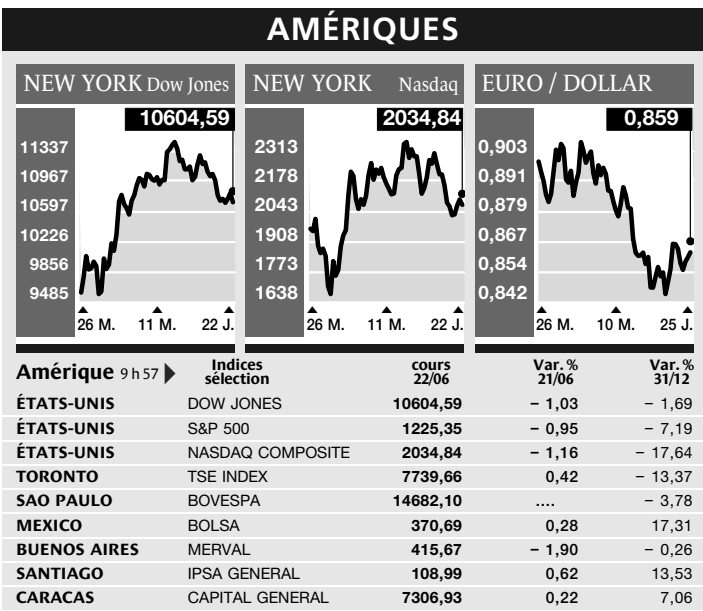 AMÉRIQUES
NEW YORK Dow Jones
10604,59
11337
10967
10597
10226
9856
9485
26 M. 11 M. 22 J.
NEW YORK Nasdaq
2034,84
2313
2178
2043
1908
1773
1638
26 M. 11 M. 22 J.
EURO / DOLLAR
0,859
0,903
0,891
0,879
0,867
0,854
0,842
26 M. 10 M. 25 J.
Amérique 9 h 57 Indices sélection cours 22/06 Var. % 21/06 Var. % 31/12
ÉTATS-UNIS DOW JONES 10604,59 – 1,03 – 1,69
ÉTATS-UNIS S&P 500 1225,35 – 0,95 – 7,19
ÉTATS-UNIS NASDAQ COMPOSITE 2034,84 – 1,16 – 17,64
TORONTO TSE INDEX 7739,66 0,42 – 13,37
SAO PAULO BOVESPA 14682,10 .... – 3,78
MEXICO BOLSA 370,69 0,28 17,31
BUENOS AIRES MERVAL 415,67 – 1,90 – 0,26
SANTIAGO IPSA GENERAL 108,99 0,62 13,53
CARACAS CAPITAL GENERAL 7306,93 0,22 7,06